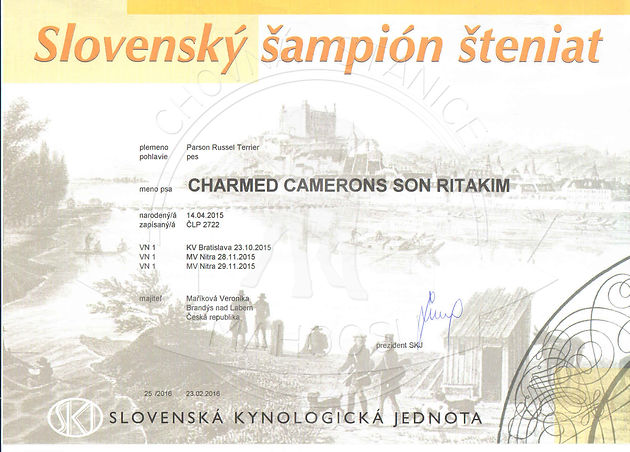 Slovenský šampión šteniat
CHOVNÁ STANICE
plemeno Parson Russel Terrier
pohlavie pes
meno psa CHARMED CAMERONS SON RITAKIM
narodený/á 14.04.2015
zapísaný/á ČLP 2722
VN 1 KV Bratislava 23.10.2015
VN 1 MV Nitra 28.11.2015
VN 1 MV Nitra 29.11.2015
majiteľ Maříková Veronika
Brandýs nad Labem
Česká republika
prezident SKJ
25 /2016 23.02.2016
SKJ SLOVENSKÁ KYNOLOGICKÁ JEDNOTA